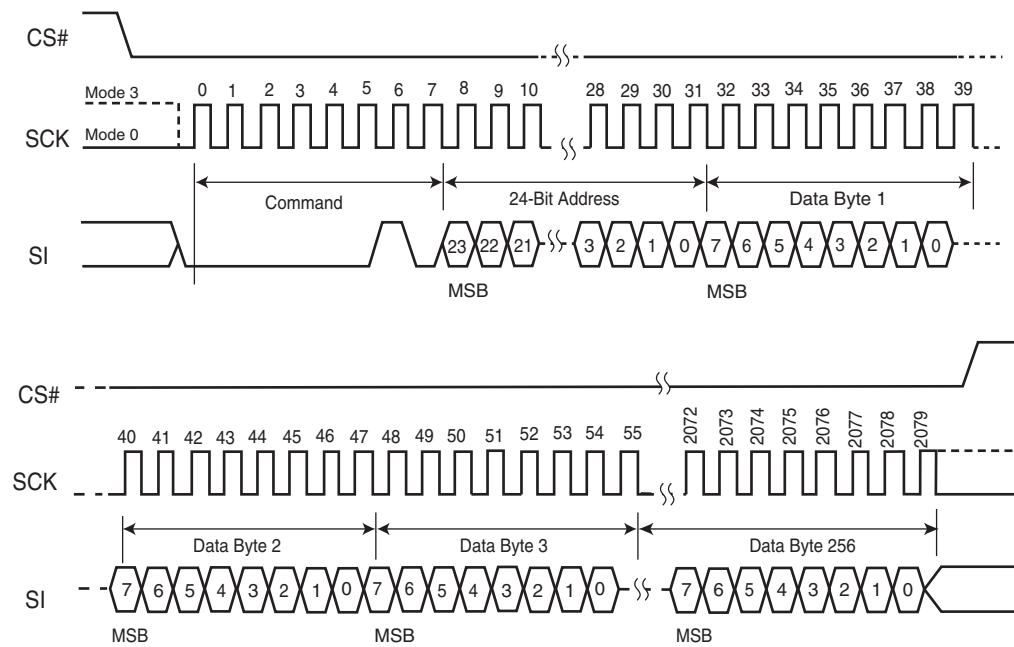 CS#
Mode 3
0 1 2 3 4 5 6 7 8 9 10 28 29 30 31 32 33 34 35 36 37 38 39
SCK
Mode 0
Command
24-Bit Address
Data Byte 1
SI
23 22 21 3 2 1 0 7 6 5 4 3 2 1 0
MSB
MSB
CS#
40 41 42 43 44 45 46 47 48 49 50 51 52 53 54 55 2072 2073 2074 2075 2076 2077 2078 2079
SCK
Data Byte 2
Data Byte 3
Data Byte 256
SI
7 6 5 4 3 2 1 0 7 6 5 4 3 2 1 0 7 6 5 4 3 2 1 0
MSB
MSB
MSB